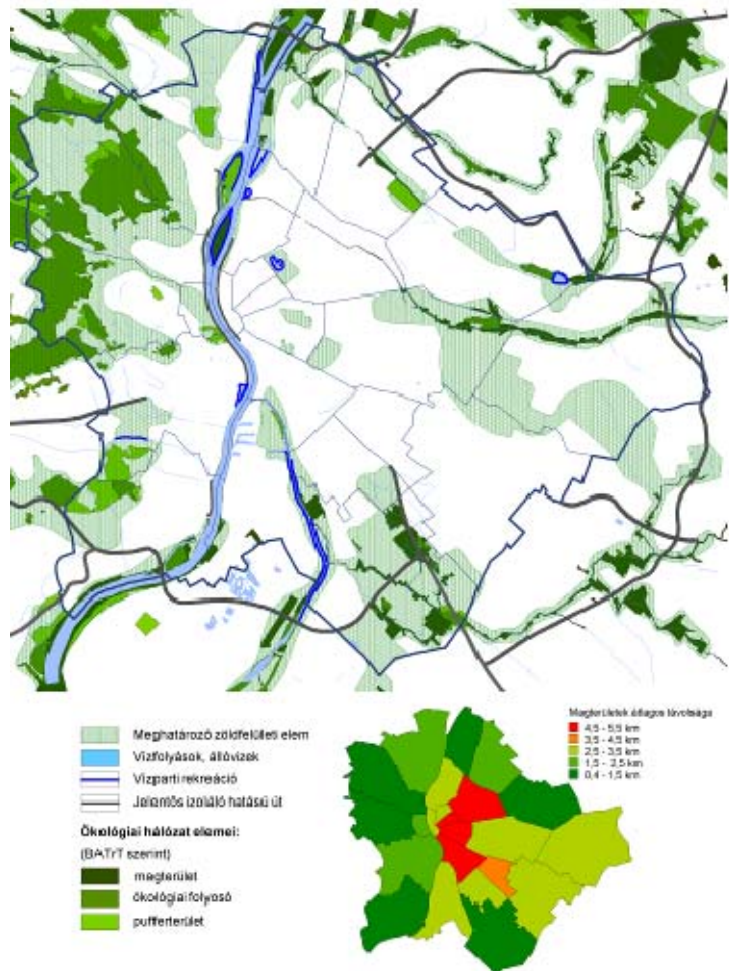 Meghatározó zöldfelületi elem
Vízfolyások, állóvizek
Vízparti rekreáció
Jelentős izoláló hatású út
Ökológiai hálózat elemei:
(BATrT szerint)
magterület
ökológiai folyosó
pufferterület
Magterületek átlagos távolsága
4,5 - 5,5 km
3,5 - 4,5 km
2,5 - 3,5 km
1,5 - 2,5 km
0,4 - 1,5 km